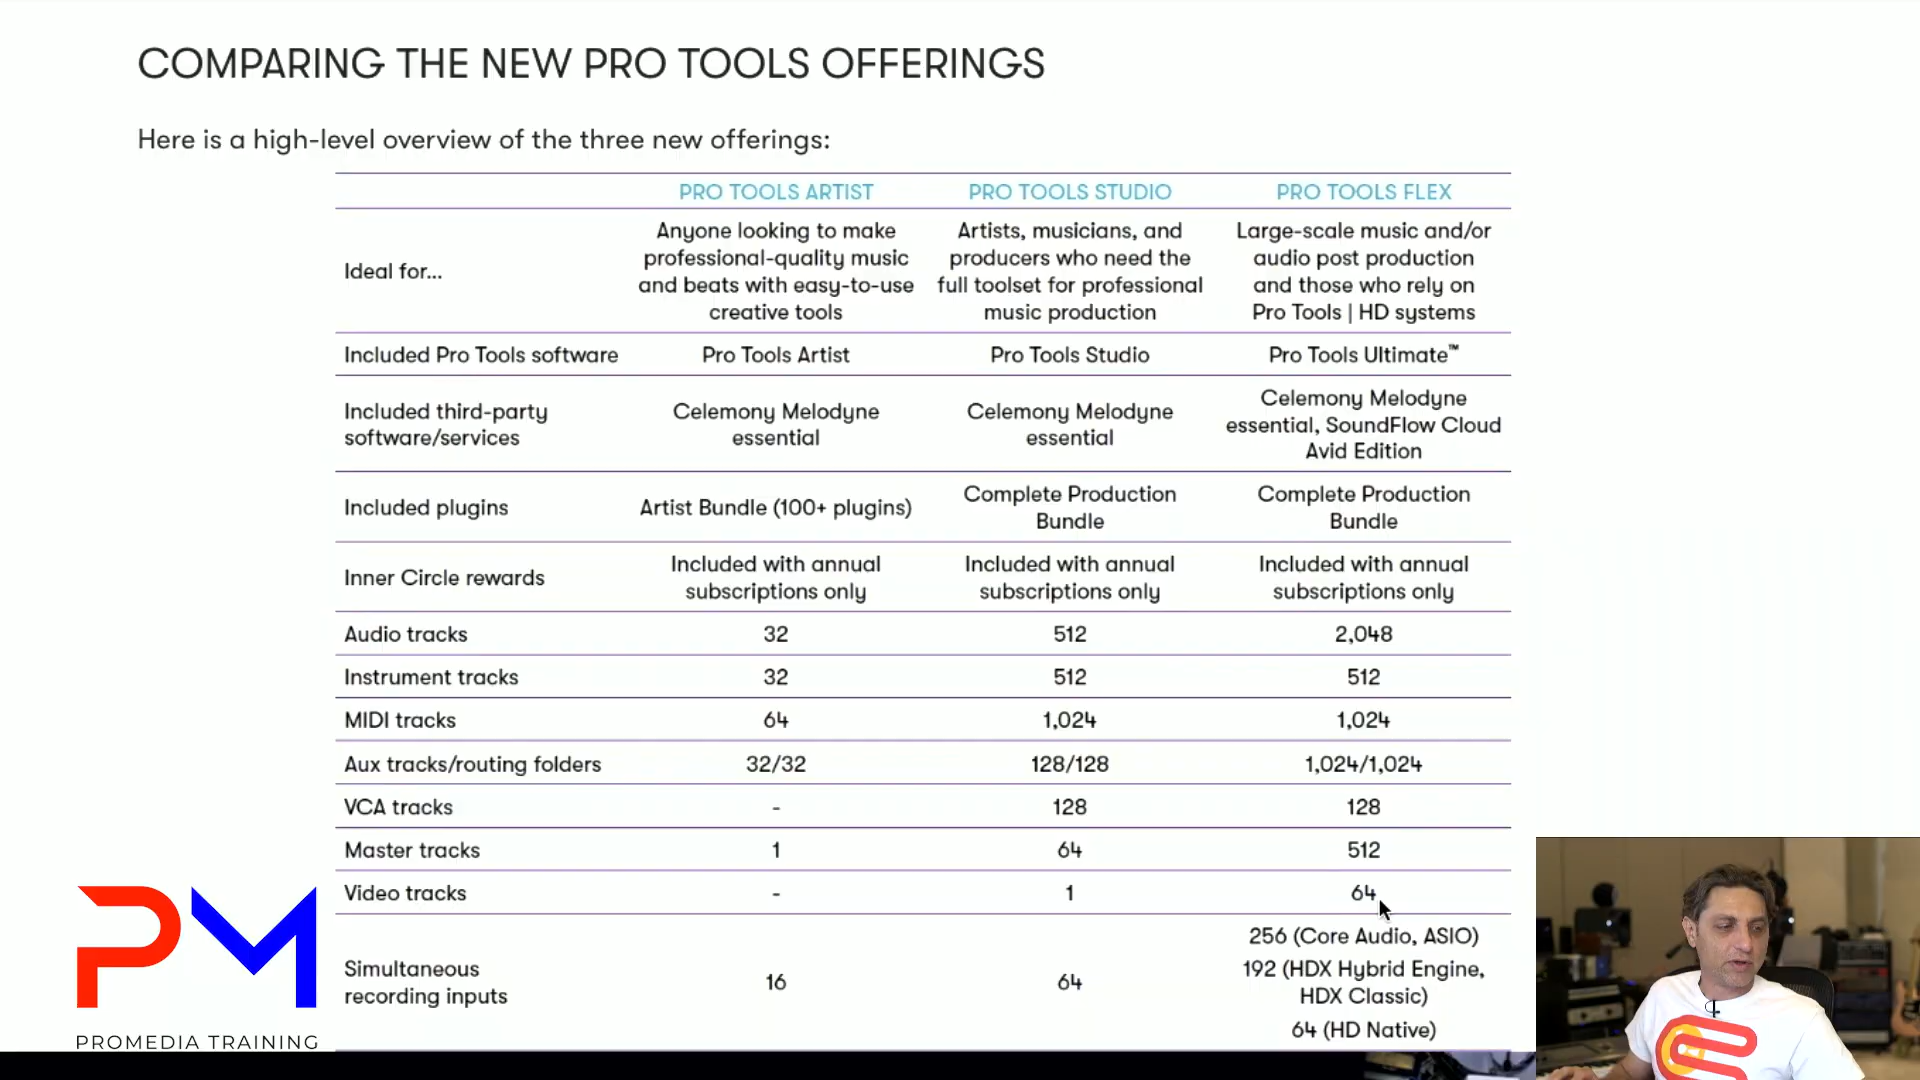 COMPARING THE NEW PRO TOOLS OFFERINGS
Here is a high-level overview of the three new offerings:
PRO TOOLS ARTIST PRO TOOLS STUDIO PRO TOOLS FLEX
Ideal for...
Anyone looking to make
professional-quality music
and beats with easy-to-use
creative tools
Artists, musicians, and
producers who need the
full toolset for professional
music production
Large-scale music and/or
audio post production
and those who rely on
Pro Tools | HD systems
Included Pro Tools software Pro Tools Artist Pro Tools Studio Pro Tools Ultimate™
Included third-party
software/services
Celemony Melodyne
essential
Celemony Melodyne
essential
Celemony Melodyne
essential, SoundFlow Cloud
Avid Edition
Included plugins
Artist Bundle (100+ plugins)
Complete Production
Bundle
Complete Production
Bundle
Inner Circle rewards
Included with annual
subscriptions only
Included with annual
subscriptions only
Included with annual
subscriptions only
Audio tracks 32 512 2,048
Instrument tracks 32 512 512
MIDI tracks 64 1,024 1,024
Aux tracks/routing folders 32/32 128/128 1,024/1,024
VCA tracks - 128 128
Master tracks 1 64 512
Video tracks - 1 64
Simultaneous
recording inputs
16
64
256 (Core Audio, ASIO)
192 (HDX Hybrid Engine,
HDX Classic)
64 (HD Native)
PM
PROMEDIA TRAINING